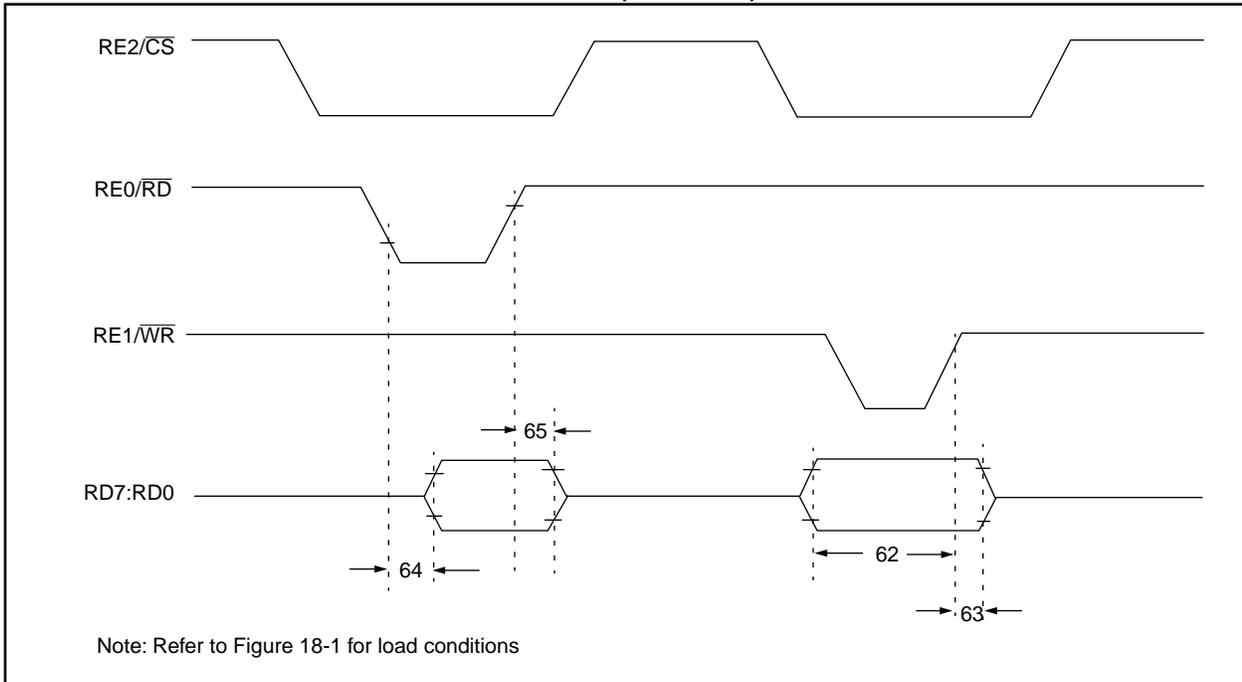 RE2/CS
RE0/RD
RE1/WR
65
RD7:RD0
62
64
63
Note: Refer to Figure 18-1 for load conditions